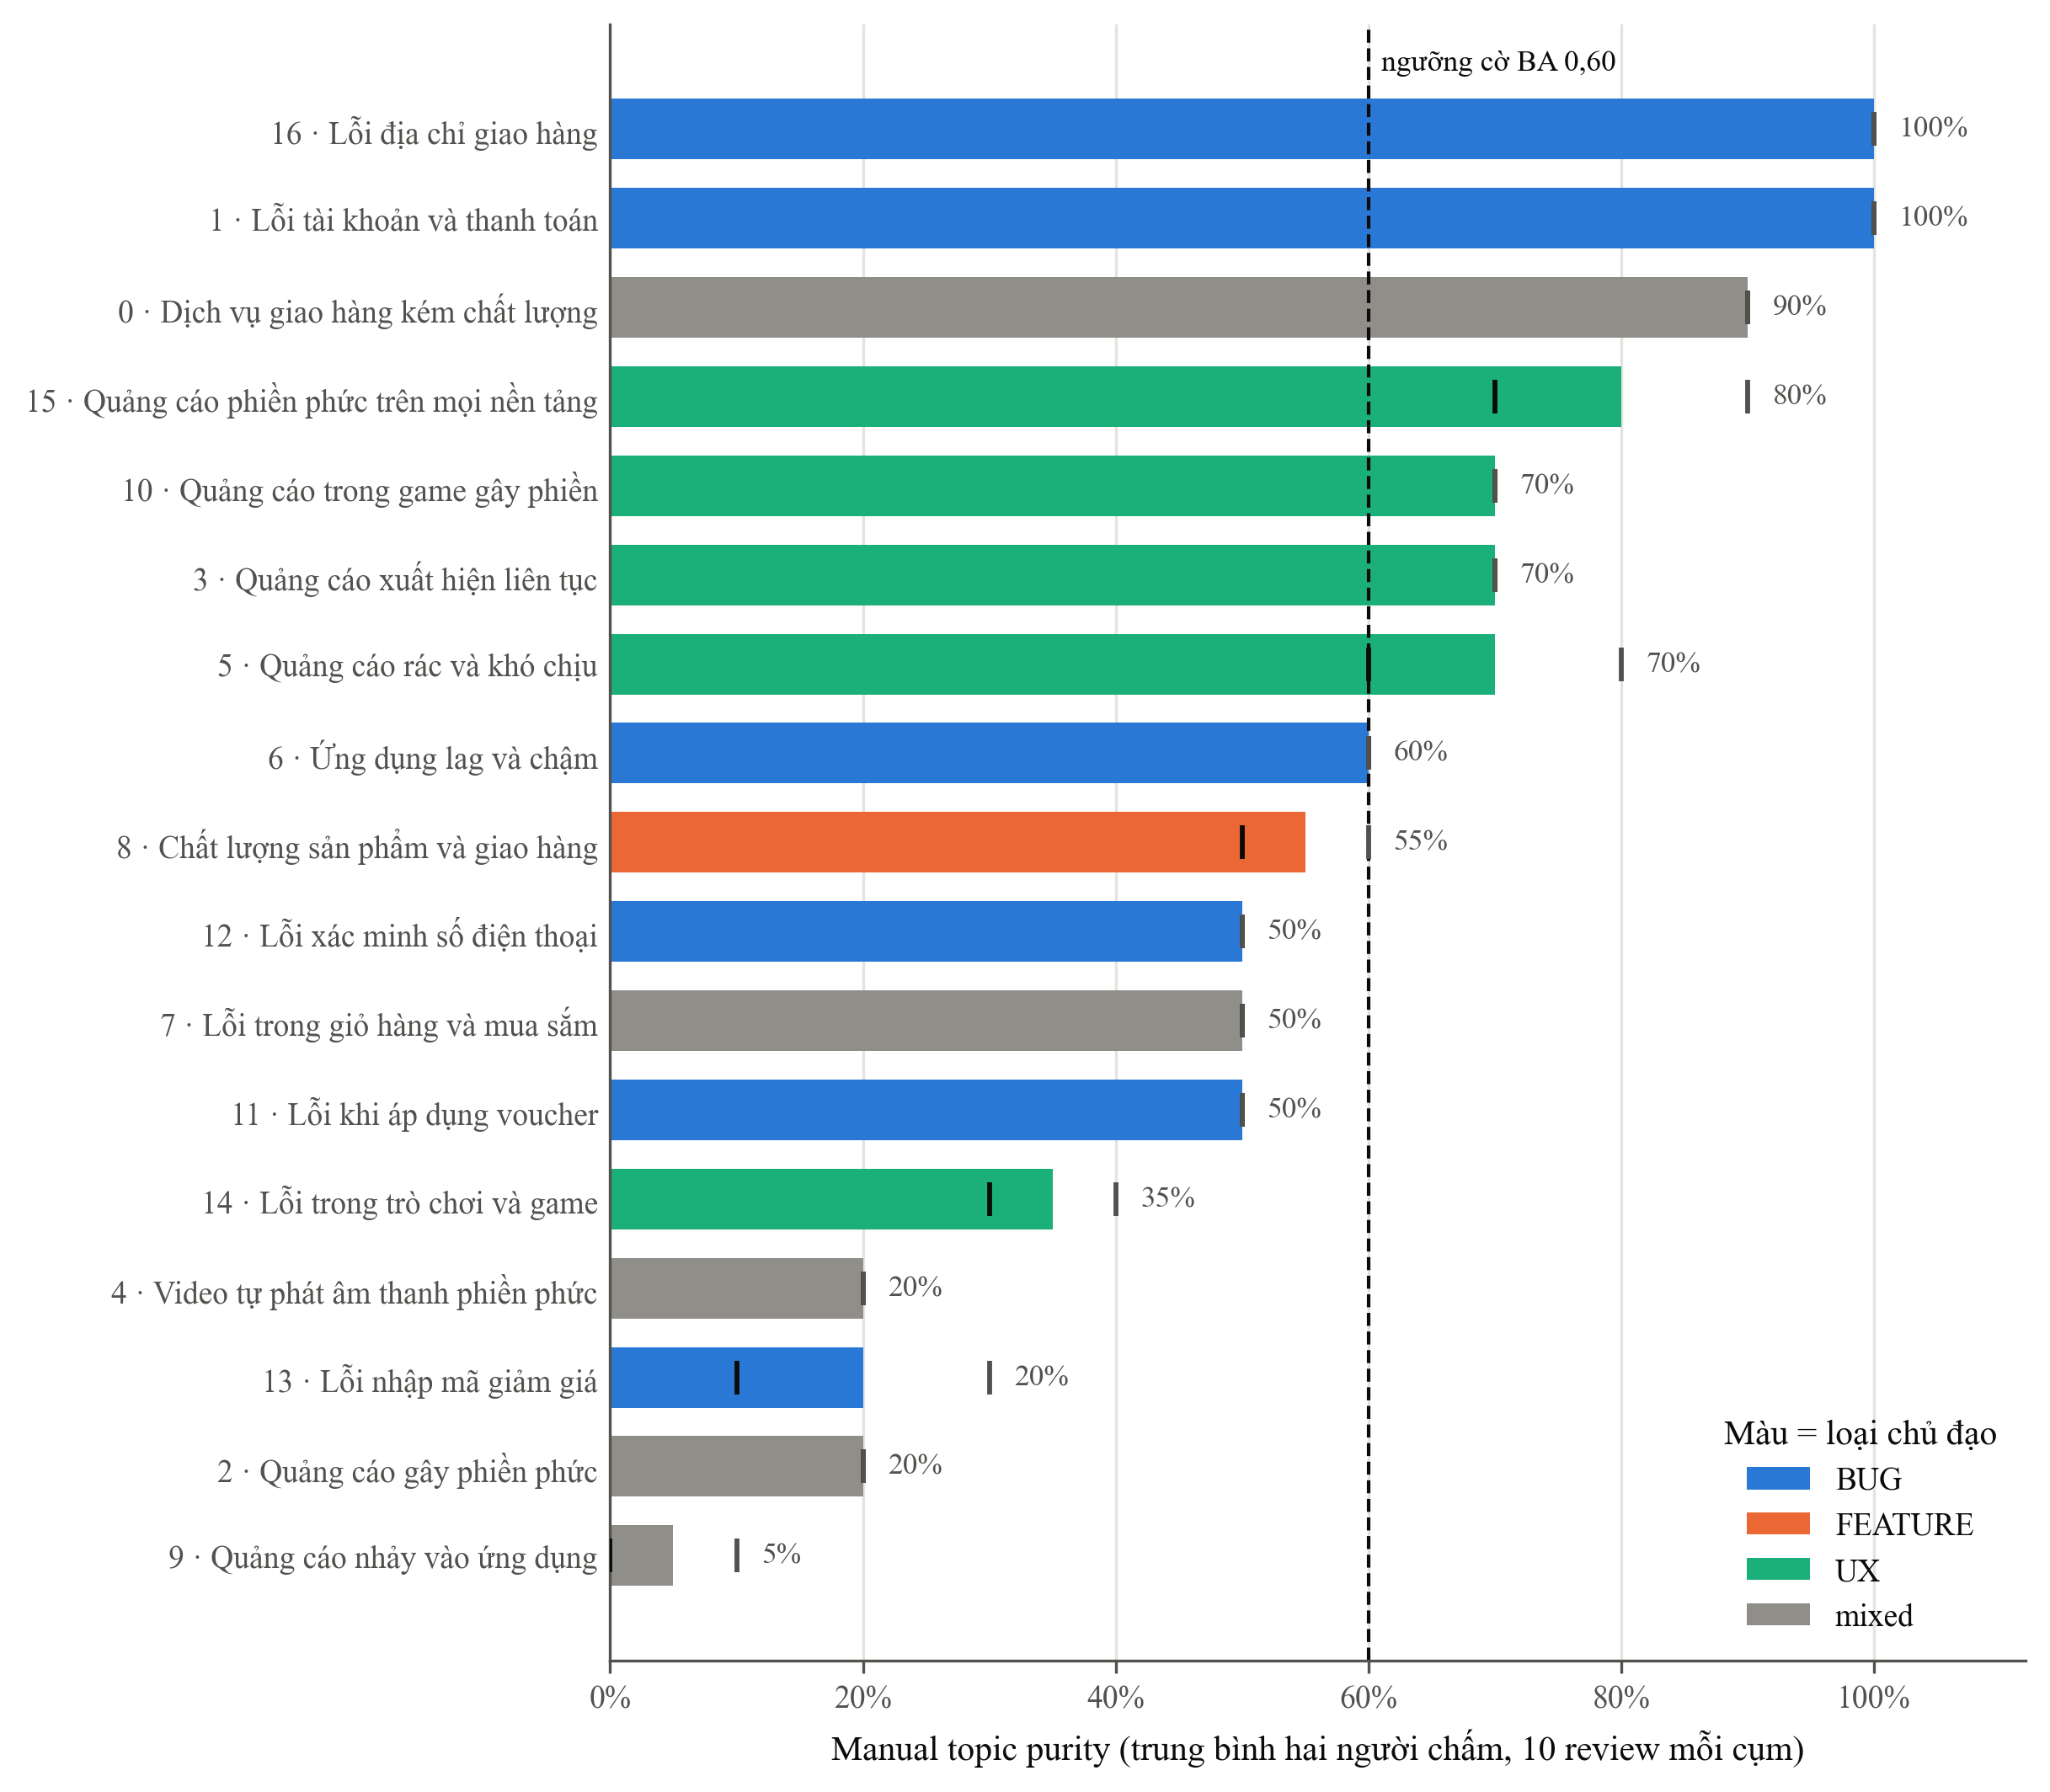 ngưỡng cờ BA 0,60
16 · Lỗi địa chỉ giao hàng 100%
1 · Lỗi tài khoản và thanh toán 100%
0 · Dịch vụ giao hàng kém chất lượng 90%
15 · Quảng cáo phiền phức trên mọi nền tảng 80%
10 · Quảng cáo trong game gây phiền 70%
3 · Quảng cáo xuất hiện liên tục 70%
5 · Quảng cáo rác và khó chịu 70%
6 · Ứng dụng lag và chậm 60%
8 · Chất lượng sản phẩm và giao hàng 55%
12 · Lỗi xác minh số điện thoại 50%
7 · Lỗi trong giỏ hàng và mua sắm 50%
11 · Lỗi khi áp dụng voucher 50%
14 · Lỗi trong trò chơi và game 35%
4 · Video tự phát âm thanh phiền phức 20%
13 · Lỗi nhập mã giảm giá 20%
2 · Quảng cáo gây phiền phức 20%
9 · Quảng cáo nhảy vào ứng dụng 5%
Màu = loại chủ đạo
BUG
FEATURE
UX
mixed
0% 20% 40% 60% 80% 100%
Manual topic purity (trung bình hai người chấm, 10 review mỗi cụm)